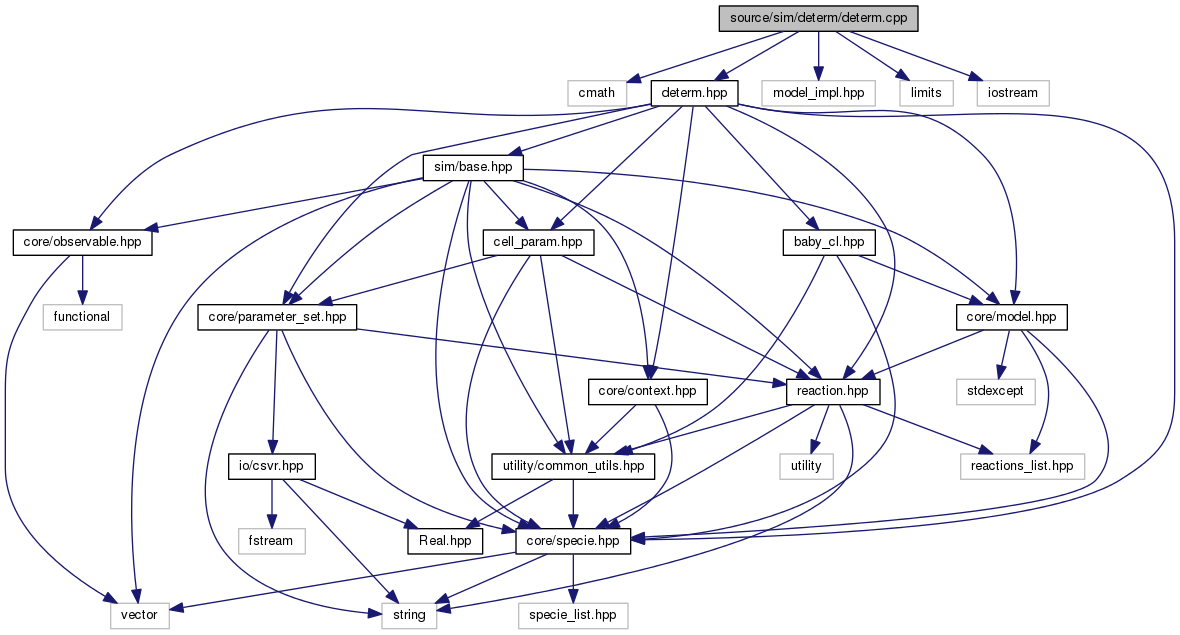 source/sim/determ/determ.cpp
cmath
determ.hpp
model_impl.hpp
limits
iostream
sim/base.hpp
core/observable.hpp
cell_param.hpp
baby_cl.hpp
functional
core/parameter_set.hpp
core/model.hpp
core/context.hpp
reaction.hpp
stdexcept
io/csvr.hpp
utility/common_utils.hpp
utility
reactions_list.hpp
fstream
Real.hpp
core/specie.hpp
vector
string
specie_list.hpp